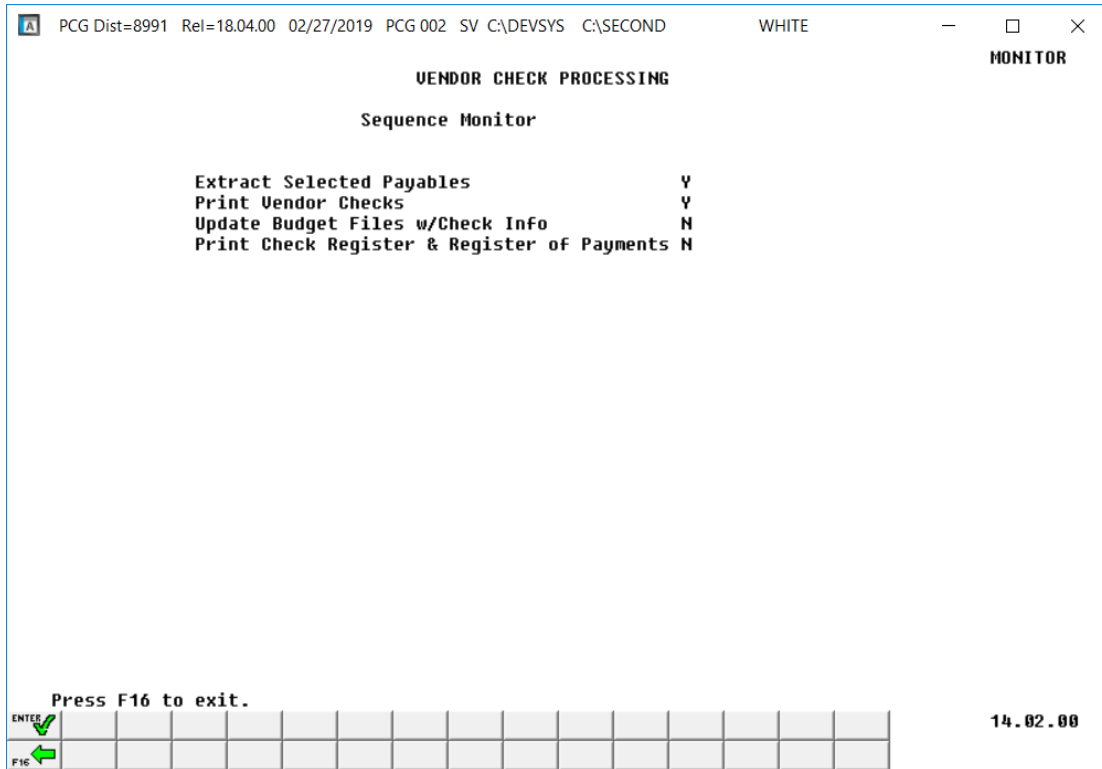 A PCG Dist=8991 Rel=18.04.00 02/27/2019 PCG 002 SV C:\DEVSYS C:\SECOND WHITE
MONITOR
VENDOR CHECK PROCESSING
Sequence Monitor
Extract Selected Payables Y
Print Vendor Checks Y
Update Budget Files w/Check Info N
Print Check Register & Register of Payments N
Press F16 to exit.
ENTER
14.02.00
F16